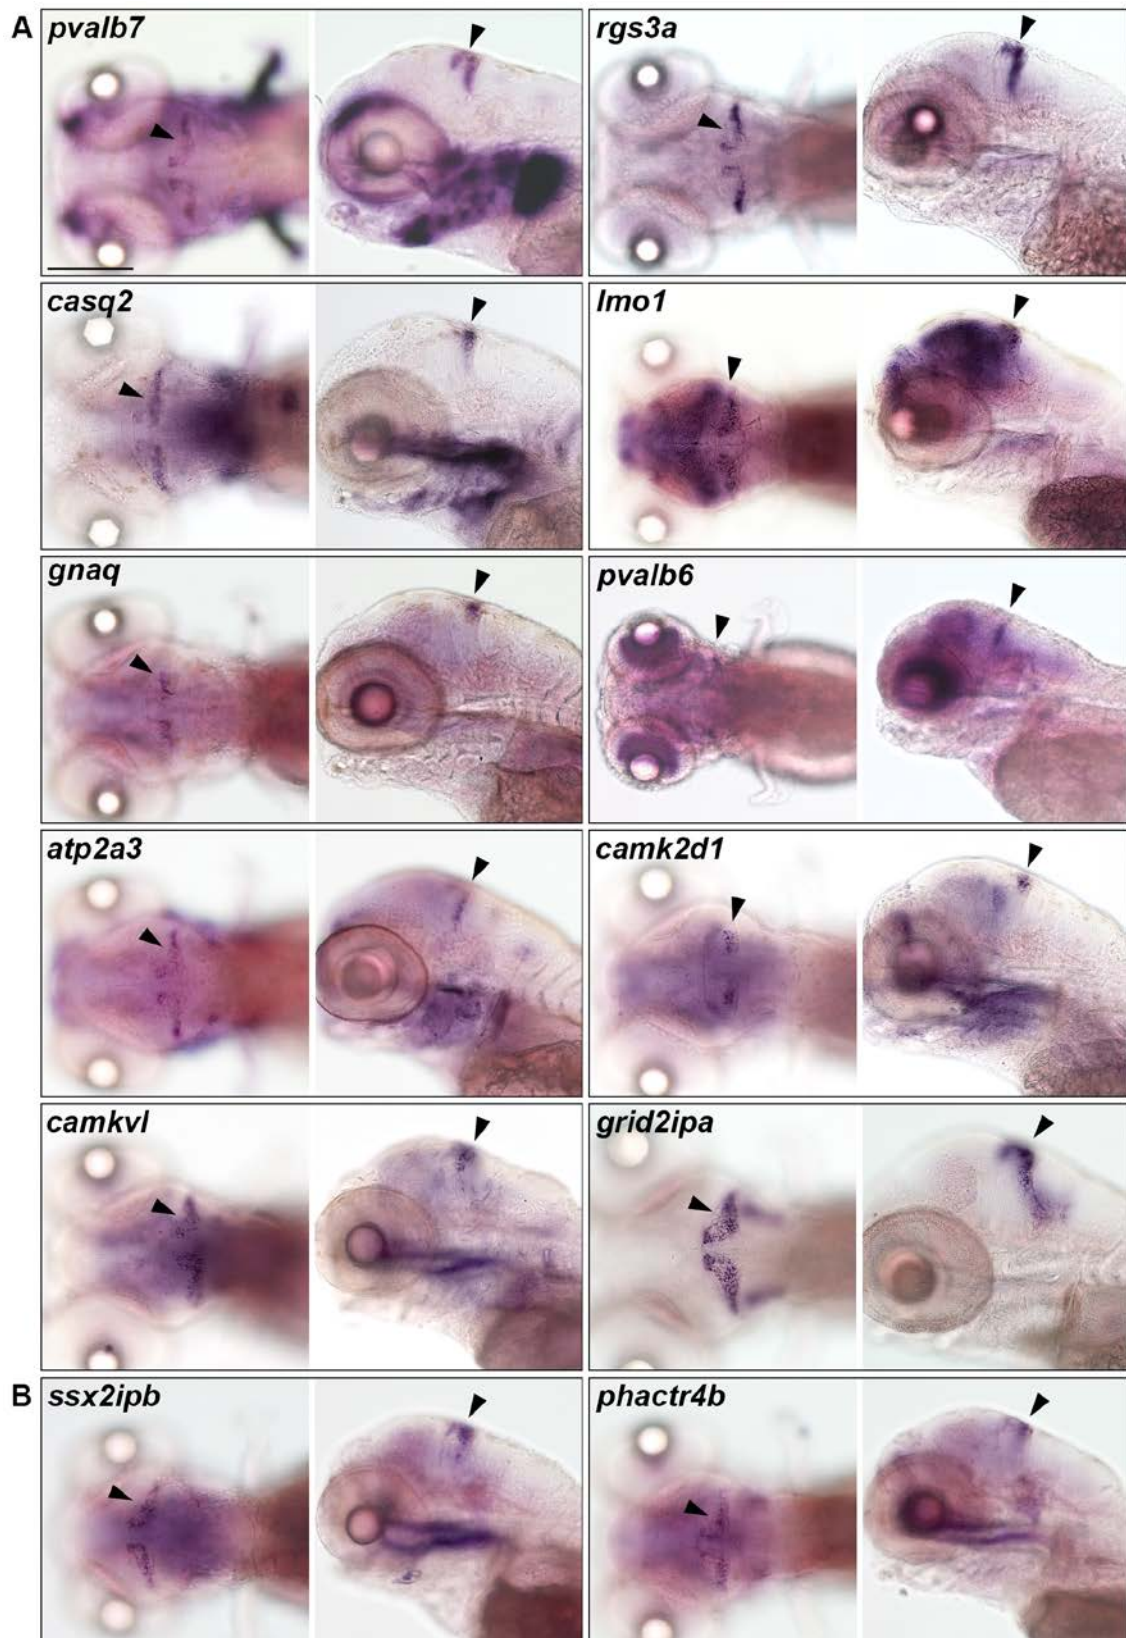 A pvalb7 rgs3a
casq2 lmo1
gnaq pvalb6
atp2a3 camk2d1
camkvl grid2ipa
B ssx2ipb phactr4b